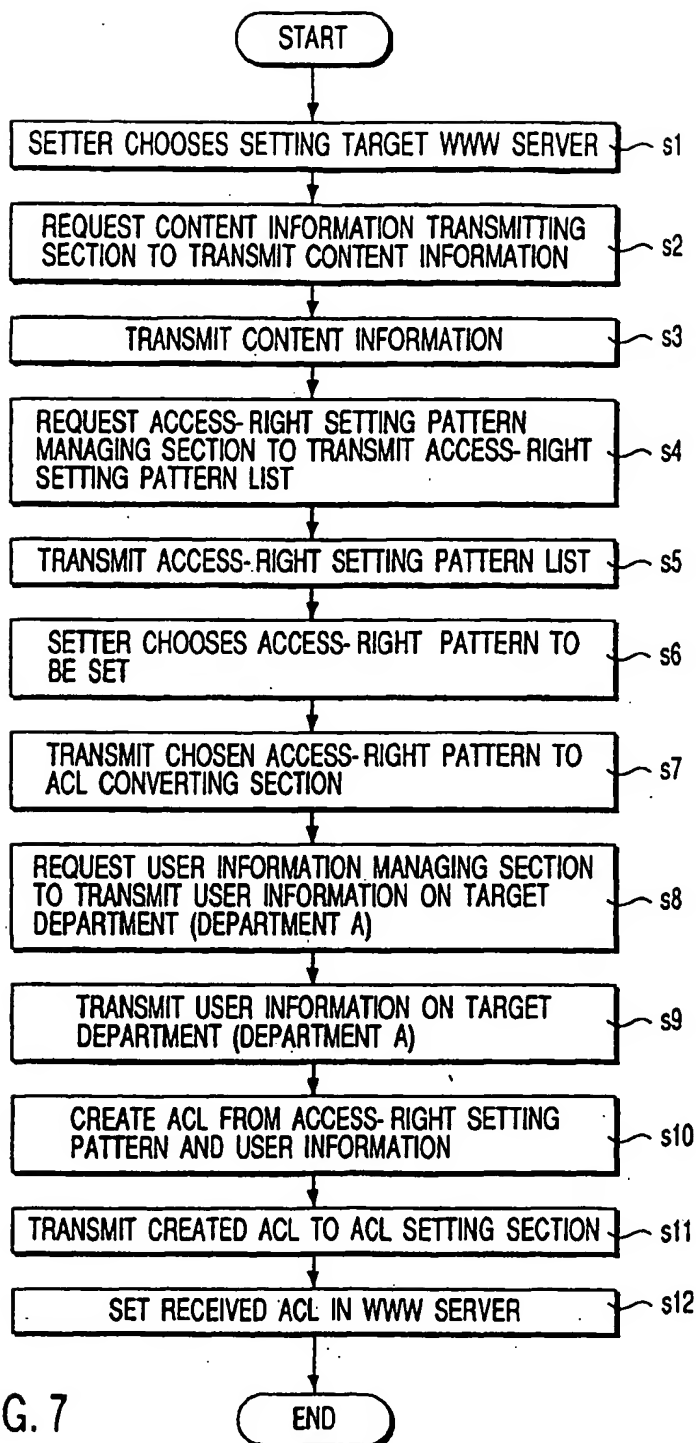 START
SETTER CHOOSES SETTING TARGET WWW SERVER s1
REQUEST CONTENT INFORMATION TRANSMITTING
SECTION TO TRANSMIT CONTENT INFORMATION s2
TRANSMIT CONTENT INFORMATION s3
REQUEST ACCESS-RIGHT SETTING PATTERN
MANAGING SECTION TO TRANSMIT ACCESS-RIGHT
SETTING PATTERN LIST s4
TRANSMIT ACCESS-RIGHT SETTING PATTERN LIST s5
SETTER CHOOSES ACCESS-RIGHT PATTERN TO
BE SET s6
TRANSMIT CHOSEN ACCESS-RIGHT PATTERN TO
ACL CONVERTING SECTION s7
REQUEST USER INFORMATION MANAGING SECTION
TO TRANSMIT USER INFORMATION ON TARGET
DEPARTMENT (DEPARTMENT A) s8
TRANSMIT USER INFORMATION ON TARGET
DEPARTMENT (DEPARTMENT A) s9
CREATE ACL FROM ACCESS-RIGHT SETTING
PATTERN AND USER INFORMATION s10
TRANSMIT CREATED ACL TO ACL SETTING SECTION s11
SET RECEIVED ACL IN WWW SERVER s12
END
G. 7